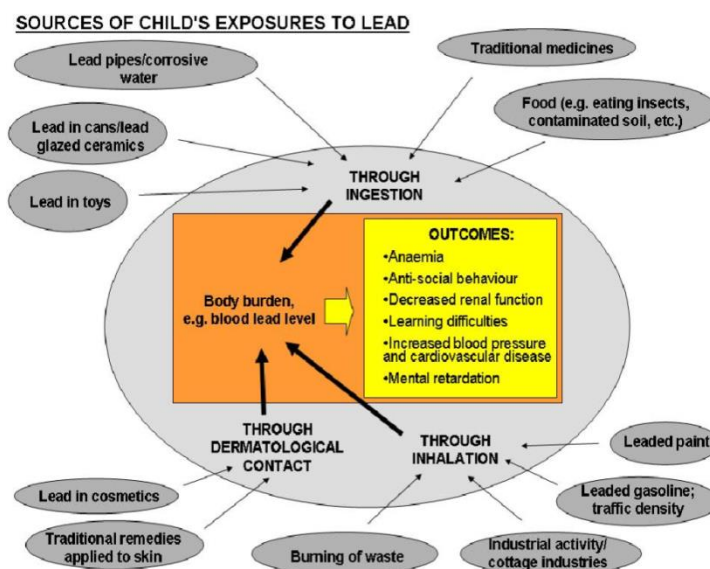 SOURCES OF CHILD'S EXPOSURES TO LEAD
Lead pipes/corrosive
water
Traditional medicines
Food (e.g. eating insects,
contaminated soil, etc.)
Lead in cans/lead
glazed ceramics
Lead in toys
THROUGH
INGESTION
Body burden,
e.g. blood lead level
OUTCOMES:
•Anaemia
•Anti-social behaviour
•Decreased renal function
•Learning difficulties
•Increased blood pressure
and cardiovascular disease
•Mental retardation
THROUGH
DERMATOLOGICAL
CONTACT
THROUGH
INHALATION
Leaded paint
Lead in cosmetics
Leaded gasoline;
traffic density
Traditional remedies
applied to skin
Burning of waste
Industrial activity/
cottage industries